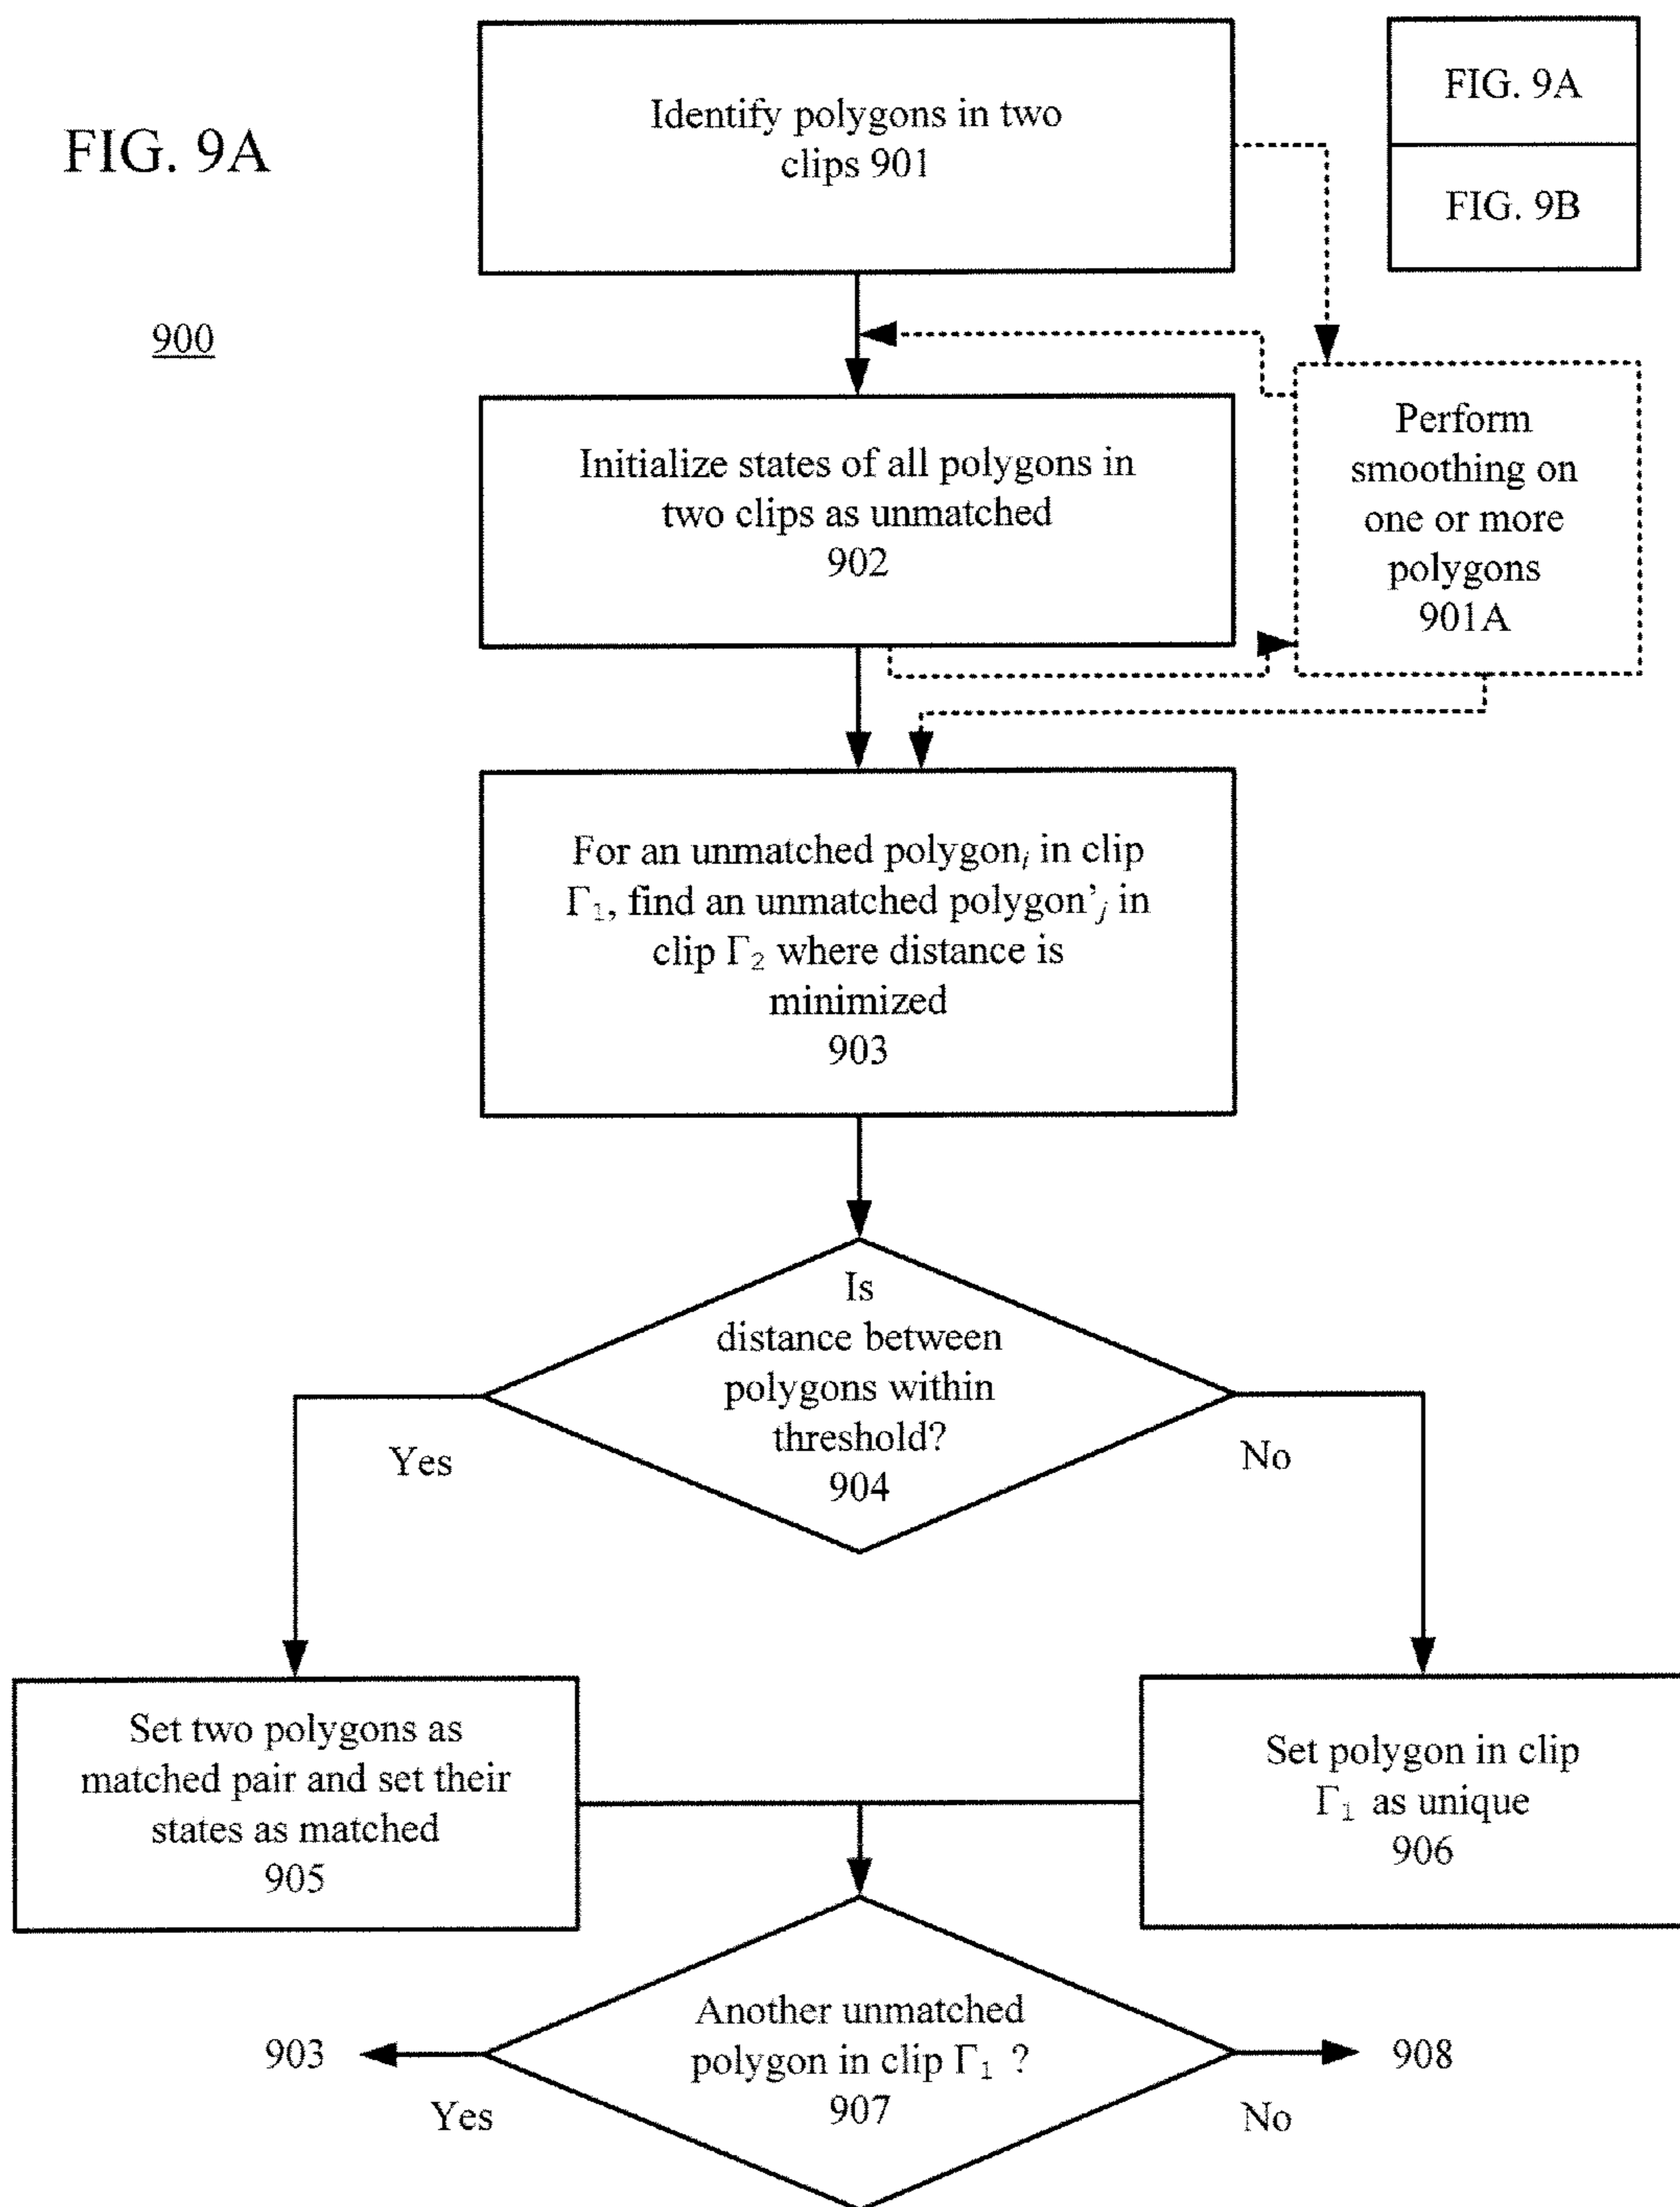 FIG. 9A
900
Identify polygons in two
clips 901
FIG. 9A
FIG. 9B
Initialize states of all polygons in
two clips as unmatched
902
Perform
smoothing on
one or more
polygons
901A
For an unmatched polygonᵢ in clip
Γ₁, find an unmatched polygon'ⱼ in
clip Γ₂ where distance is
minimized
903
Is
distance between
polygons within
threshold?
904
Yes
No
Set two polygons as
matched pair and set their
states as matched
905
Set polygon in clip
Γ₁ as unique
906
Another unmatched
polygon in clip Γ₁ ?
907
903
Yes
908
No